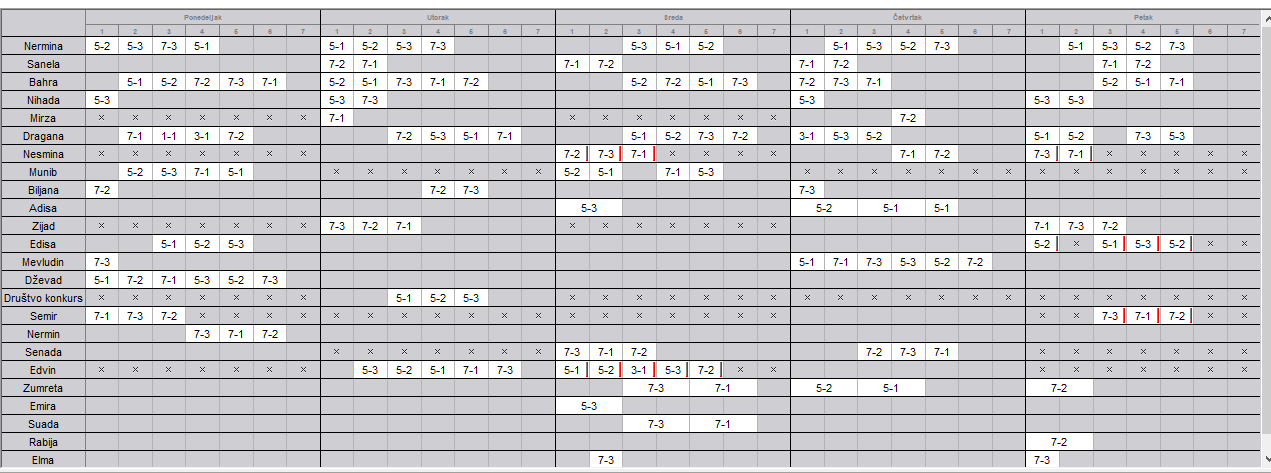 Ponedeljak Utorak Sreda Četvrtak Petak
1 2 3 4 5 6 7 1 2 3 4 5 6 7 1 2 3 4 5 6 7 1 2 3 4 5 6 7 1 2 3 4 5 6 7
Nermina 5-2 5-3 7-3 5-1 5-1 5-2 5-3 7-3 5-3 5-1 5-2 5-1 5-3 5-2 7-3 5-1 5-3 5-2 7-3
Sanela 7-2 7-1 7-1 7-2 7-1 7-2 7-1 7-2
Bahra 5-1 5-2 7-2 7-3 7-1 5-2 5-1 7-3 7-1 7-2 5-2 7-2 5-1 7-3 7-2 7-3 7-1 5-2 5-1 7-1
Nihada 5-3 5-3 7-3 5-3 5-3 5-3
Mirza × × × × × × × 7-1 × × × × × × × 7-2
Dragana 7-1 1-1 3-1 7-2 7-2 5-3 5-1 7-1 5-1 5-2 7-3 7-2 3-1 5-3 5-2 5-1 5-2 7-3 5-3
Nesmina × × × × × × × 7-2 7-3 7-1 × × × × 7-1 7-2 7-3 7-1 × × × × ×
Munib 5-2 5-3 7-1 5-1 × × × × × × × 5-2 5-1 7-1 5-3 × × × × × × × × × × × × × ×
Biljana 7-2 7-2 7-3 7-3
Adisa 5-3 5-2 5-1 5-1
Zijad × × × × × × × 7-3 7-2 7-1 × × × × × × × 7-1 7-3 7-2
Edisa 5-1 5-2 5-3 5-2 × 5-1 5-3 5-2 × ×
Mevludin 7-3 5-1 7-1 7-3 5-3 5-2 7-2
Dževad 5-1 7-2 7-1 5-3 5-2 7-3
Društvo konkurs × × × × × × × 5-1 5-2 5-3 × × × × × × × × × × × × × × × × × × × × ×
Semir 7-1 7-3 7-2 × × × × × × 7-3 7-1 7-2 × ×
Nermin 7-3 7-1 7-2
Senada × × × × × × × 7-3 7-1 7-2 7-2 7-3 7-1 × × × × × × ×
Edvin × × × × × × × 5-3 5-2 5-1 7-1 7-3 5-1 5-2 3-1 5-3 7-2 × × × × × × × × ×
Zumreta 7-3 7-1 5-2 5-1 7-2
Emira 5-3
Suada 7-3 7-1
Rabija 7-2
Elma 7-3 7-3